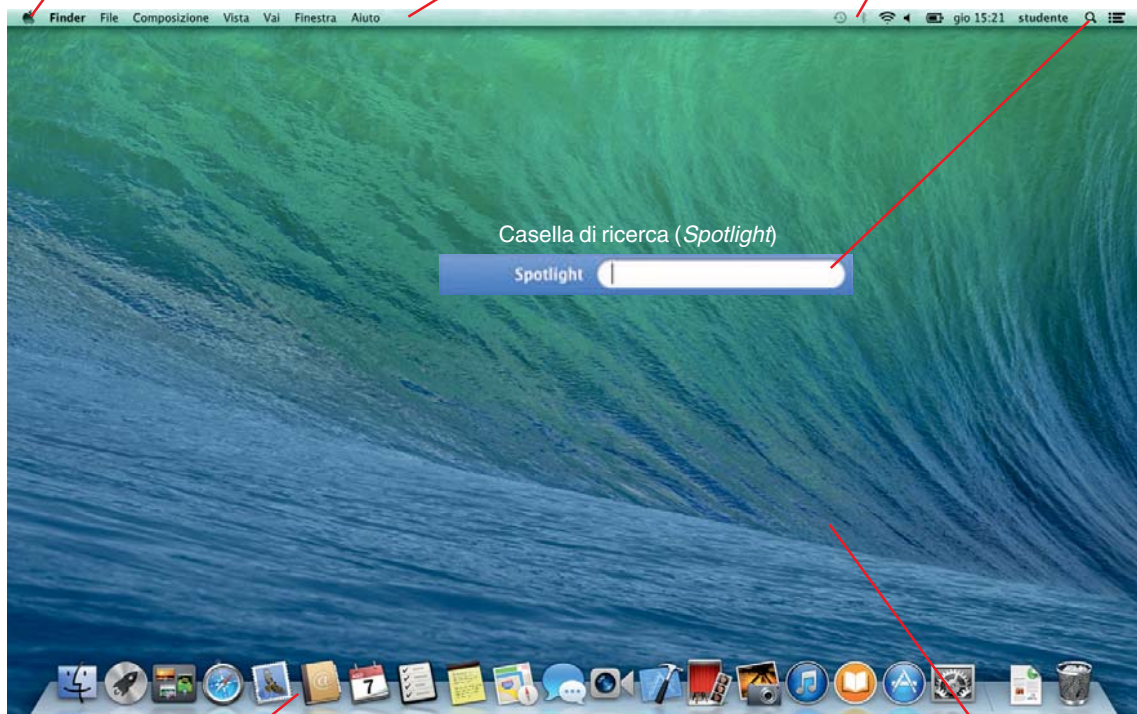 Finder File Composizione Vista Vai Finestra Aiuto gio 15:21 studente
Casella di ricerca (Spotlight)
Spotlight
7